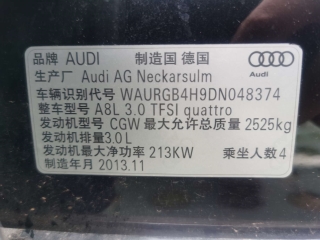 品牌 AUDI 制造国 德国
生产厂 Audi AG Neckarsulm
Audi
车辆识别代号 WAURGB4H9DN048374
整车型号 A8L 3.0 TFSI quattro
发动机型号 CGW 最大允许总质量 2525kg
发动机排量3.0L
发动机最大净功率 213KW 乘坐人数4
制造年月 2013.11